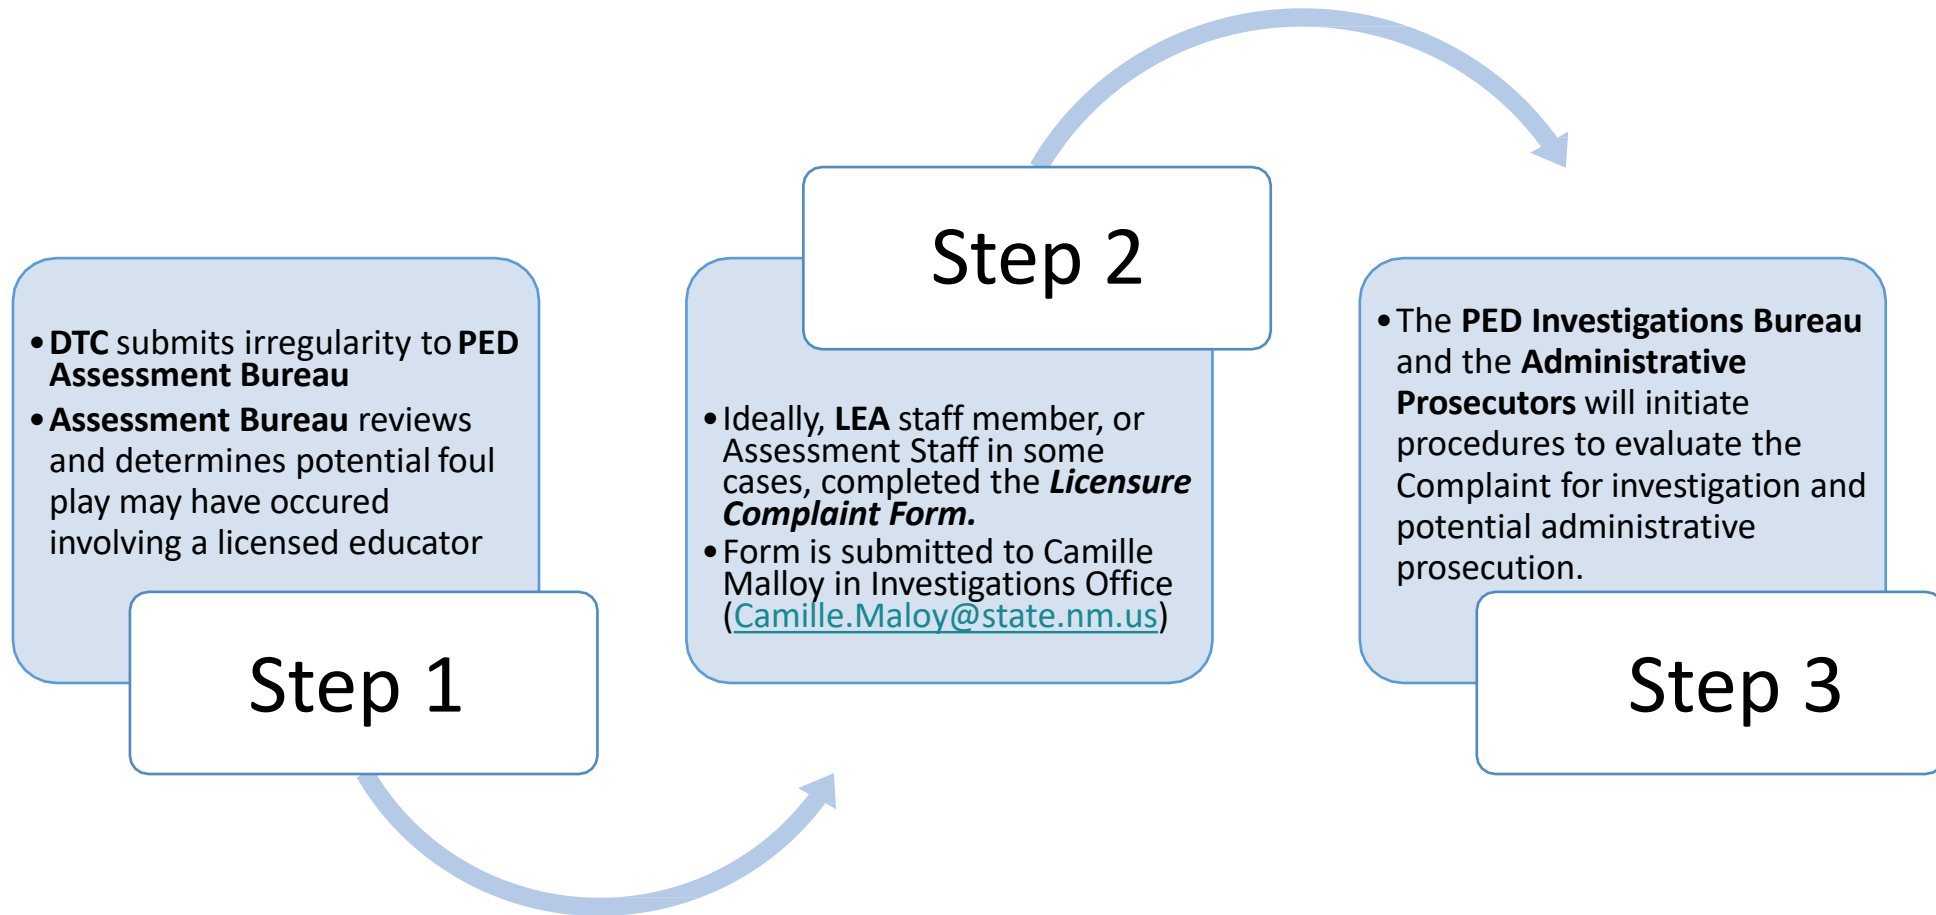 • DTC submits irregularity to PED
Assessment Bureau
• Assessment Bureau reviews
and determines potential foul
play may have occured
involving a licensed educator
Step 1
Step 2
• Ideally, LEA staff member, or
Assessment Staff in some
cases, completed the Licensure
Complaint Form.
• Form is submitted to Camille
Malloy in Investigations Office
(Camille.Maloy@state.nm.us)
• The PED Investigations Bureau
and the Administrative
Prosecutors will initiate
procedures to evaluate the
Complaint for investigation and
potential administrative
prosecution.
Step 3